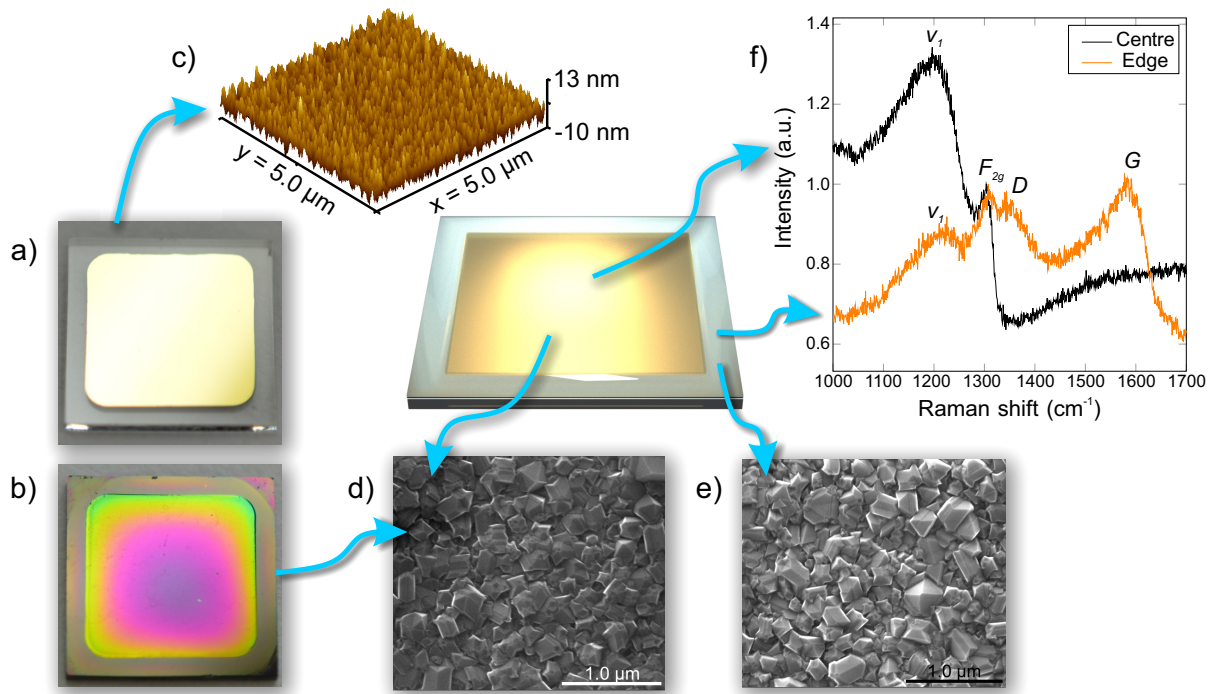 c)
13 nm
-10 nm
y = 5.0 µm
x = 5.0 µm
a)
b)
d)
1.0 µm
e)
1.0 µm
f)
1.4
1.2
1.0
0.8
0.6
Intensity (a.u.)
v1
Centre
Edge
F2g
D
G
v1
1000 1100 1200 1300 1400 1500 1600 1700
Raman shift (cm-1)